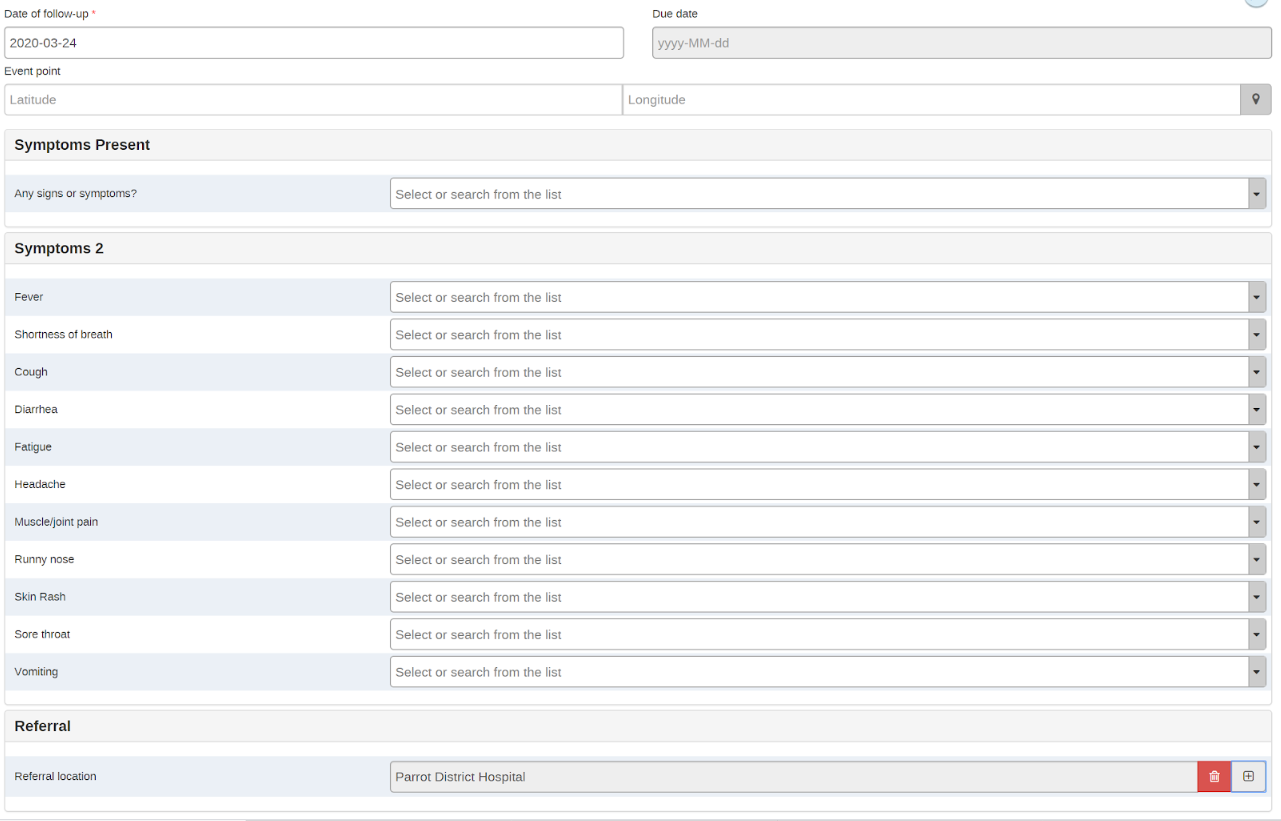 Date of follow-up *
Due date
2020-03-24
yyyy-MM-dd
Event point
Latitude
Longitude
Symptoms Present
Any signs or symptoms?
Select or search from the list
Symptoms 2
Fever
Select or search from the list
Shortness of breath
Select or search from the list
Cough
Select or search from the list
Diarrhea
Select or search from the list
Fatigue
Select or search from the list
Headache
Select or search from the list
Muscle/joint pain
Select or search from the list
Runny nose
Select or search from the list
Skin Rash
Select or search from the list
Sore throat
Select or search from the list
Vomiting
Select or search from the list
Referral
Referral location
Parrot District Hospital